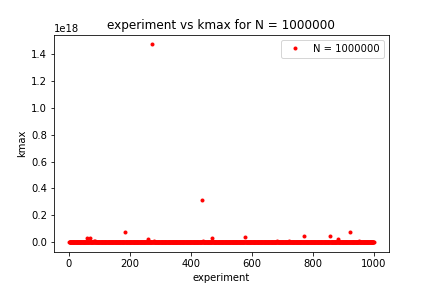 experiment vs kmax for N = 1000000
1e18
N = 1000000
1.4
1.2
1.0
0.8
0.6
0.4
0.2
0.0
kmax
0 200 400 600 800 1000
experiment